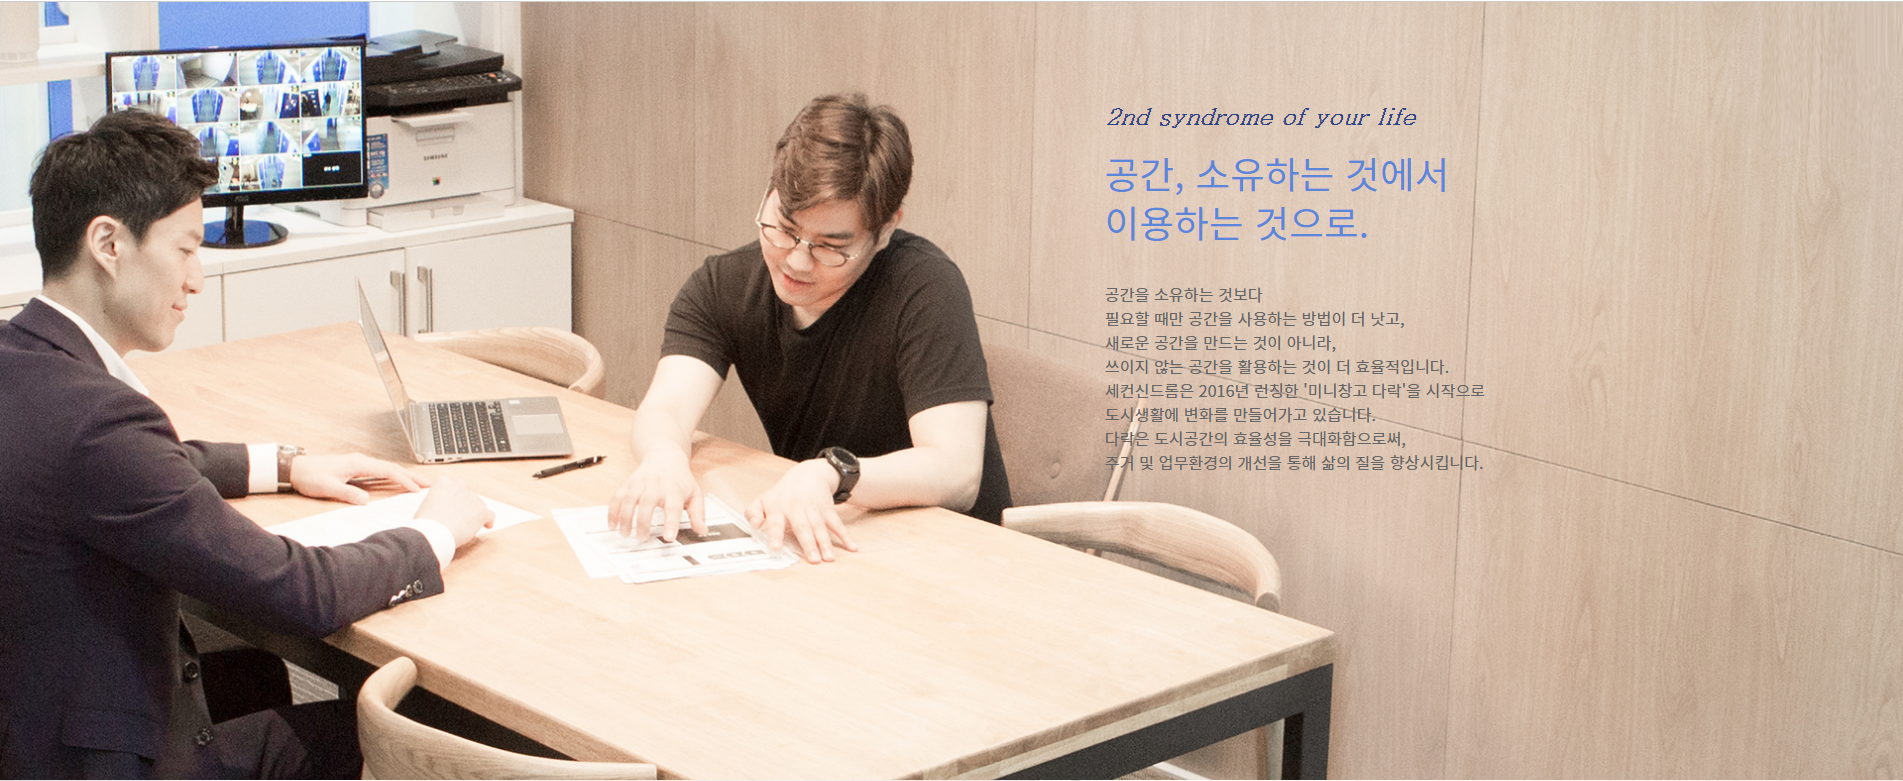 2nd syndrome of your life
공간, 소유하는 것에서
이용하는 것으로.
공간을 소유하는 것보다
필요할 때만 공간을 사용하는 방법이 더 낫고,
새로운 공간을 만드는 것이 아니라,
쓰이지 않는 공간을 활용하는 것이 더 효율적입니다.
세컨신드롬은 2016년 런칭한 '미니창고 다락'을 시작으로
도시생활에 변화를 만들어가고 있습니다.
다락은 도시공간의 효율성을 극대화함으로써,
주거 및 업무환경의 개선을 통해 삶의 질을 향상시킵니다.
SAMSUNG